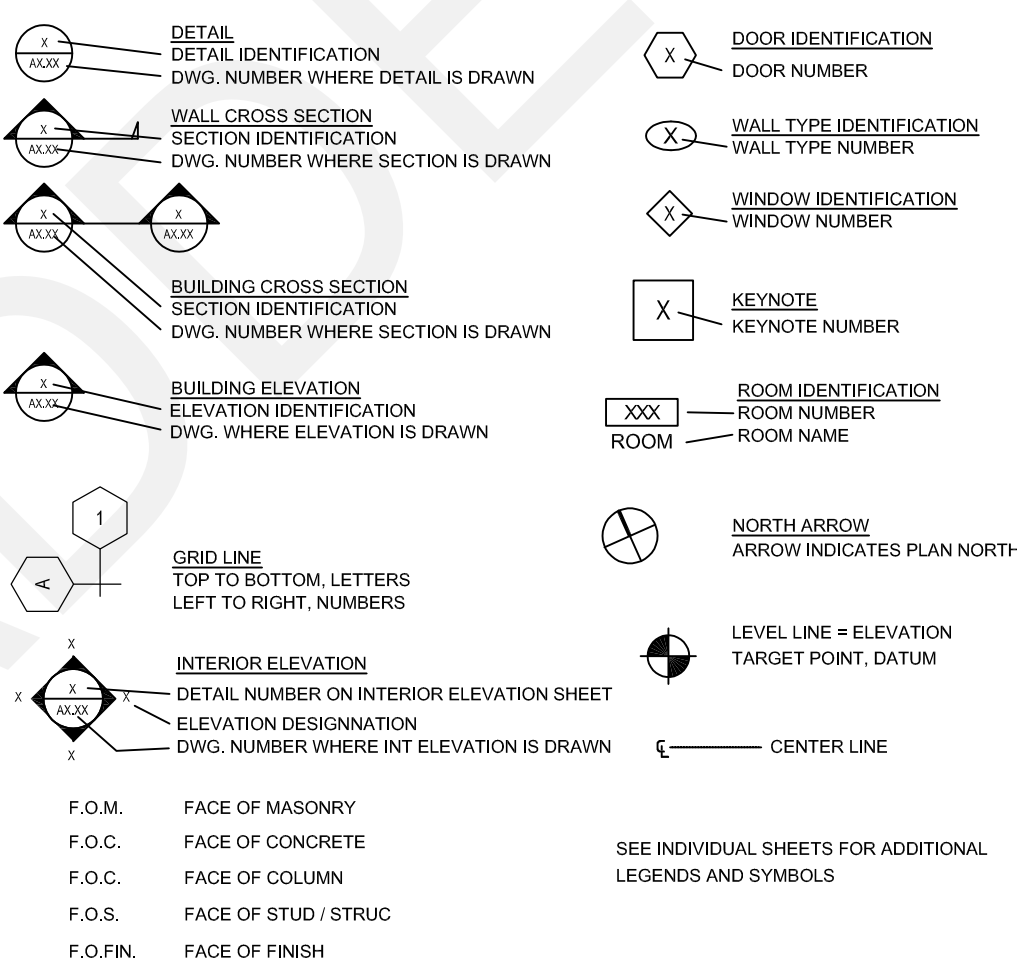 X
AX.XX
DETAIL
DETAIL IDENTIFICATION
DWG. NUMBER WHERE DETAIL IS DRAWN
X
AX.XX
WALL CROSS SECTION
SECTION IDENTIFICATION
DWG. NUMBER WHERE SECTION IS DRAWN
X
AX.XX
X
AX.XX
BUILDING CROSS SECTION
SECTION IDENTIFICATION
DWG. NUMBER WHERE SECTION IS DRAWN
X
AX.XX
BUILDING ELEVATION
ELEVATION IDENTIFICATION
DWG. WHERE ELEVATION IS DRAWN
1
A
GRID LINE
TOP TO BOTTOM, LETTERS
LEFT TO RIGHT, NUMBERS
X
X
X
AX.XX
X
X
INTERIOR ELEVATION
DETAIL NUMBER ON INTERIOR ELEVATION SHEET
ELEVATION DESIGNNATION
DWG. NUMBER WHERE INT ELEVATION IS DRAWN
F.O.M. FACE OF MASONRY
F.O.C. FACE OF CONCRETE
F.O.C. FACE OF COLUMN
F.O.S. FACE OF STUD / STRUC
F.O.FIN. FACE OF FINISH
X
DOOR IDENTIFICATION
DOOR NUMBER
X
WALL TYPE IDENTIFICATION
WALL TYPE NUMBER
X
WINDOW IDENTIFICATION
WINDOW NUMBER
X
KEYNOTE
KEYNOTE NUMBER
XXX
ROOM
ROOM IDENTIFICATION
ROOM NUMBER
ROOM NAME
NORTH ARROW
ARROW INDICATES PLAN NORTH
LEVEL LINE = ELEVATION
TARGET POINT, DATUM
℄ CENTER LINE
SEE INDIVIDUAL SHEETS FOR ADDITIONAL
LEGENDS AND SYMBOLS